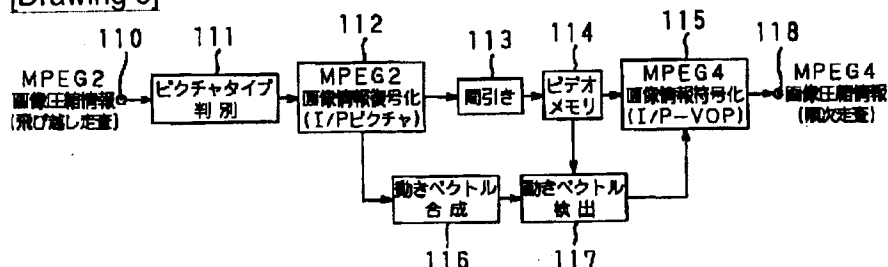 110
111
112
113
114
115
118
MPEG2
画像圧縮情報
(飛び越し走査)
ピクチャタイプ
判別
MPEG2
画像情報復号化
(I/Pピクチャ)
間引き
ビデオ
メモリ
MPEG4
画像情報符号化
(I/P-VOP)
MPEG4
画像圧縮情報
(順次走査)
動きベクトル
合成
動きベクトル
検出
116
117